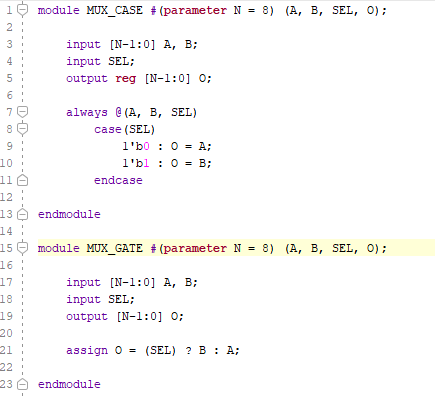 1 module MUX_CASE #(parameter N = 8) (A, B, SEL, O);
2
3 input [N-1:0] A, B;
4 input SEL;
5 output reg [N-1:0] O;
6
7 always @(A, B, SEL)
8 case(SEL)
9 1'b0 : O = A;
10 1'b1 : O = B;
11 endcase
12
13 endmodule
14
15 module MUX_GATE #(parameter N = 8) (A, B, SEL, O);
16
17 input [N-1:0] A, B;
18 input SEL;
19 output [N-1:0] O;
20
21 assign O = (SEL) ? B : A;
22
23 endmodule